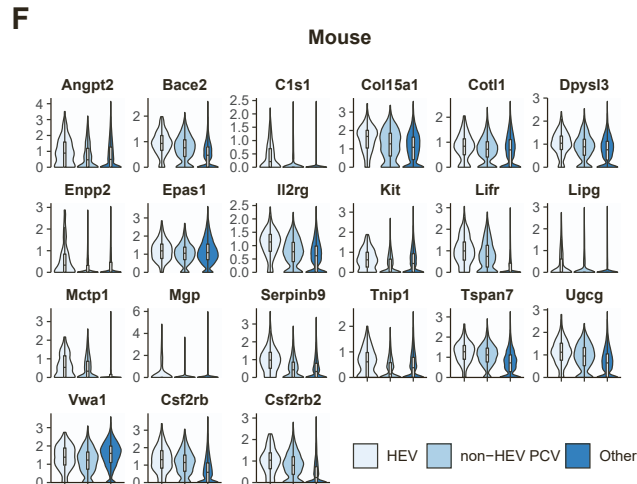 F
Mouse
Angpt2 Bace2 C1s1 Col15a1 Cotl1 Dpysl3
4 3 2 1 0
2 1 0
2.5 2.0 1.5 1.0 0.5 0.0
3 2 1 0
2 1 0
3 2 1 0
Enpp2 Epas1 Il2rg Kit Lifr Lipg
3 2 1 0
3 2 1 0
2.5 2.0 1.5 1.0 0.5 0.0
3 2 1 0
3 2 1 0
3 2 1 0
Mctp1 Mgp Serpinb9 Tnip1 Tspan7 Ugcg
3 2 1 0
6 4 2 0
3 2 1 0
2 1 0
3 2 1 0
3 2 1 0
Vwa1 Csf2rb Csf2rb2
4 3 2 1 0
3 2 1 0
3 2 1 0
HEV non−HEV PCV Other